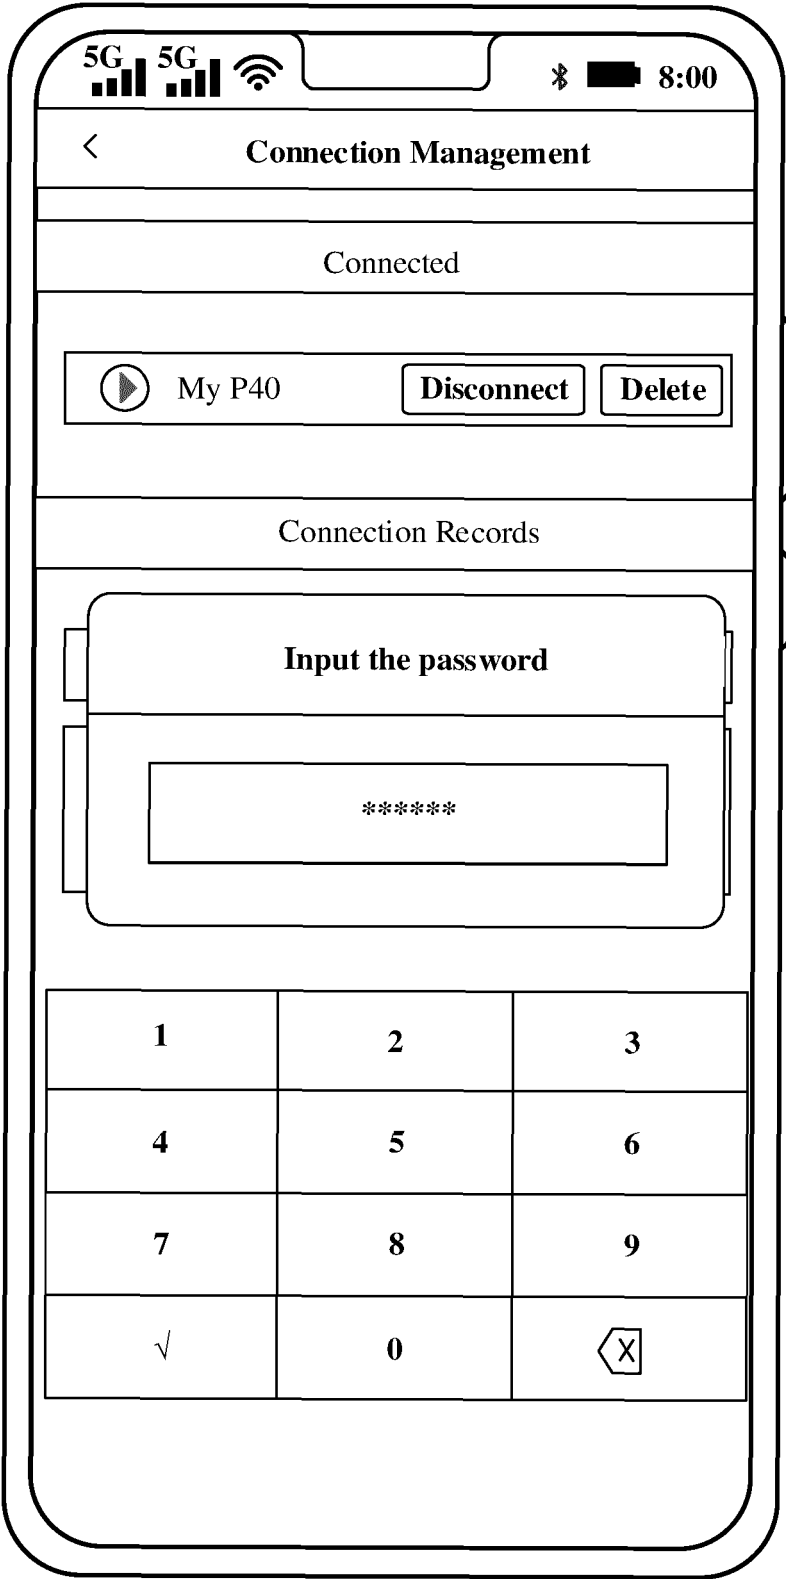 5G 5G 8:00
< Connection Management
Connected
My P40 Disconnect Delete
Connection Records
Input the password
******
1 2 3
4 5 6
7 8 9
√ 0 X